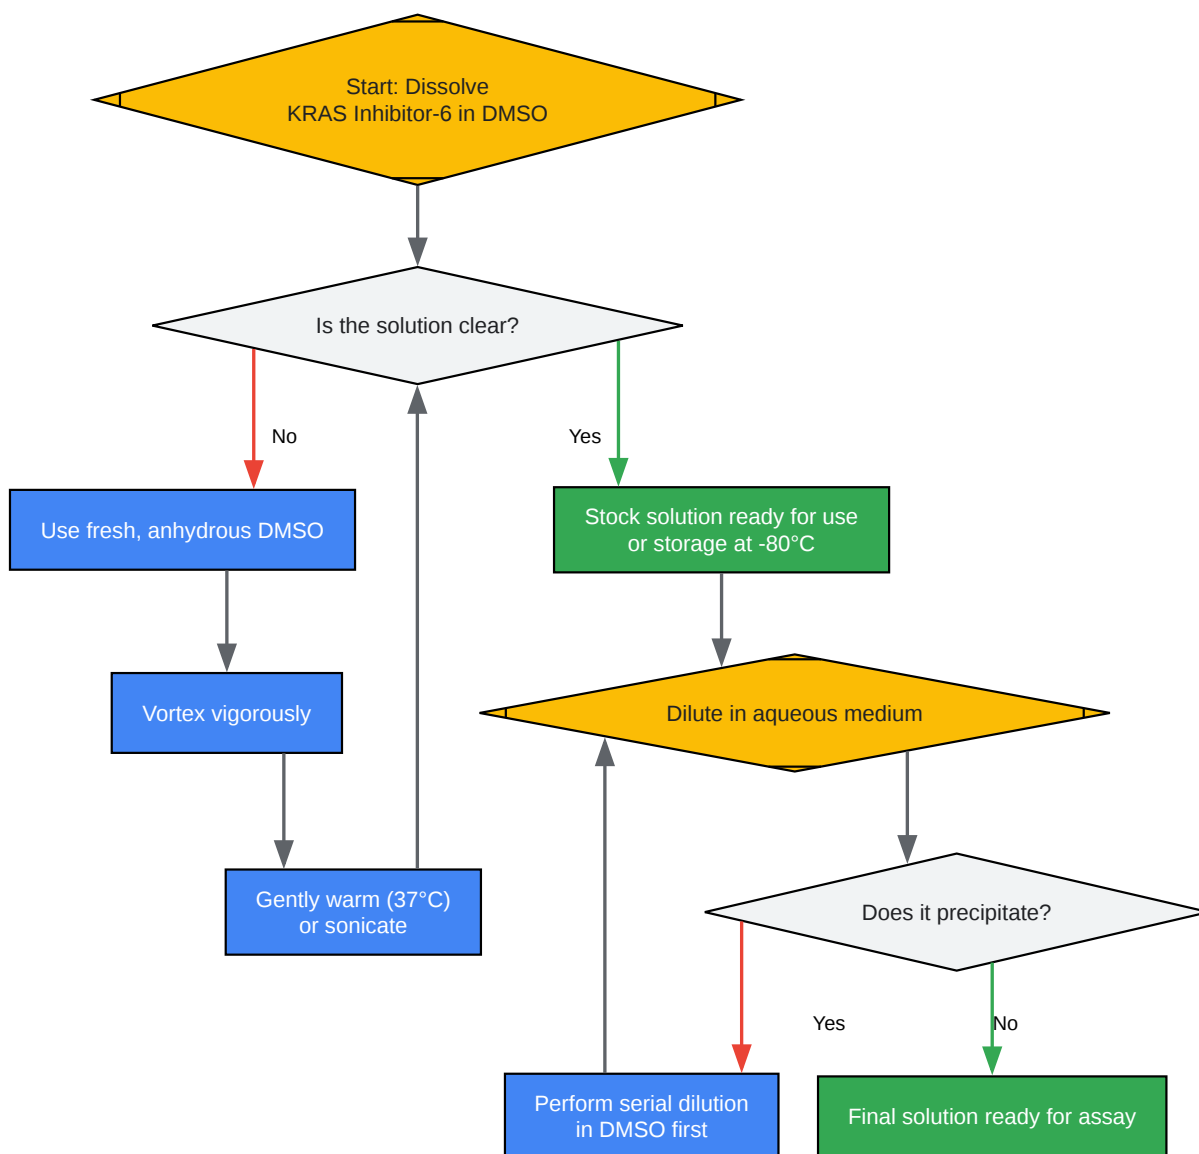 Start: Dissolve
KRAS Inhibitor-6 in DMSO
Is the solution clear?
No
Yes
Use fresh, anhydrous DMSO
Stock solution ready for use
or storage at -80°C
Vortex vigorously
Dilute in aqueous medium
Gently warm (37°C)
or sonicate
Does it precipitate?
Yes
No
Perform serial dilution
in DMSO first
Final solution ready for assay